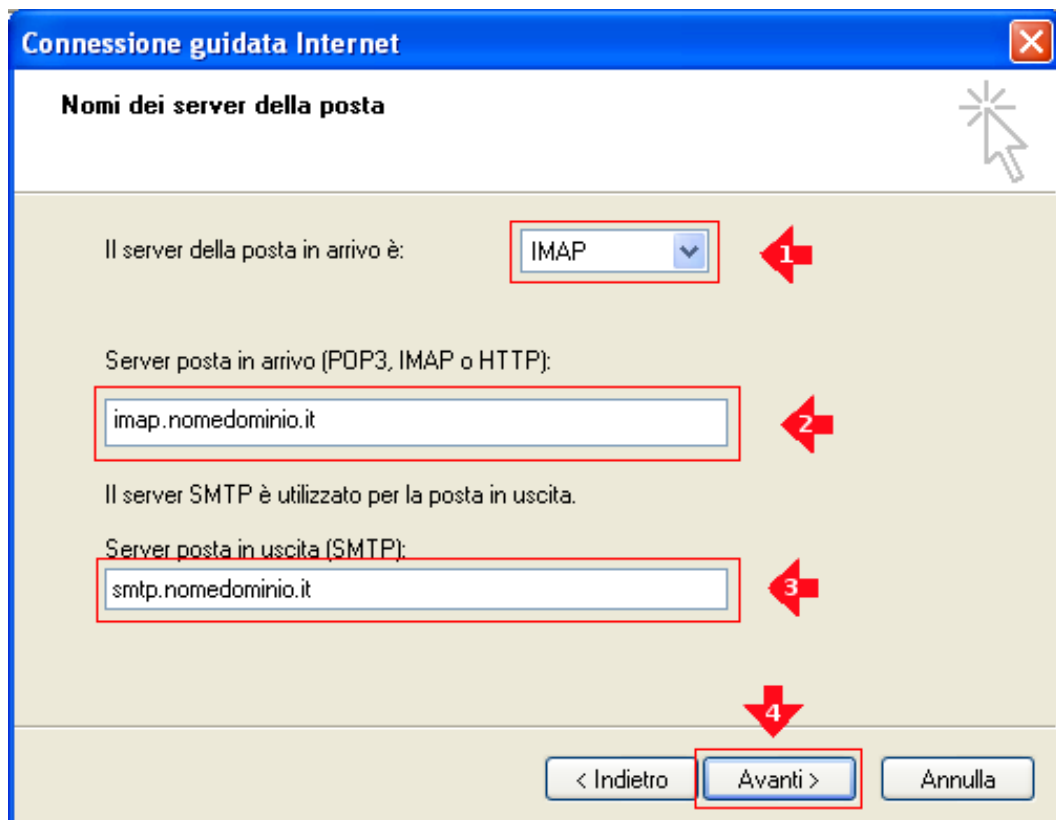 Connessione guidata Internet
Nomi dei server della posta
Il server della posta in arrivo è: IMAP 1
Server posta in arrivo (POP3, IMAP o HTTP):
imap.nomedominio.it 2
Il server SMTP è utilizzato per la posta in uscita.
Server posta in uscita (SMTP):
smtp.nomedominio.it 3
4
< Indietro Avanti > Annulla